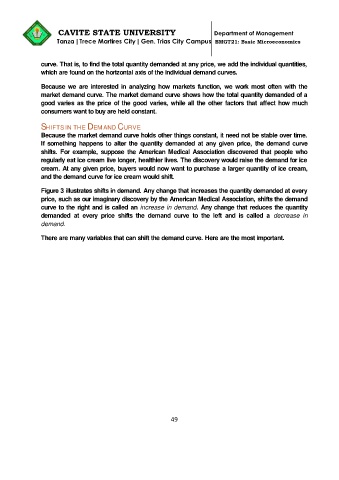 CAVITE STATE UNIVERSITY
Department of Management
Tanza | Trece Martires City | Gen. Trias City Campus
BMGT21: Basic Microeconomics
curve. That is, to find the total quantity demanded at any price, we add the individual quantities,
which are found on the horizontal axis of the individual demand curves.
Because we are interested in analyzing how markets function, we work most often with the
market demand curve. The market demand curve shows how the total quantity demanded of a
good varies as the price of the good varies, while all the other factors that affect how much
consumers want to buy are held constant.
SHIFTS IN THE DEMAND CURVE
Because the market demand curve holds other things constant, it need not be stable over time.
If something happens to alter the quantity demanded at any given price, the demand curve
shifts. For example, suppose the American Medical Association discovered that people who
regularly eat ice cream live longer, healthier lives. The discovery would raise the demand for ice
cream. At any given price, buyers would now want to purchase a larger quantity of ice cream,
and the demand curve for ice cream would shift.
Figure 3 illustrates shifts in demand. Any change that increases the quantity demanded at every
price, such as our imaginary discovery by the American Medical Association, shifts the demand
curve to the right and is called an increase in demand. Any change that reduces the quantity
demanded at every price shifts the demand curve to the left and is called a decrease in
demand.
There are many variables that can shift the demand curve. Here are the most important.
49